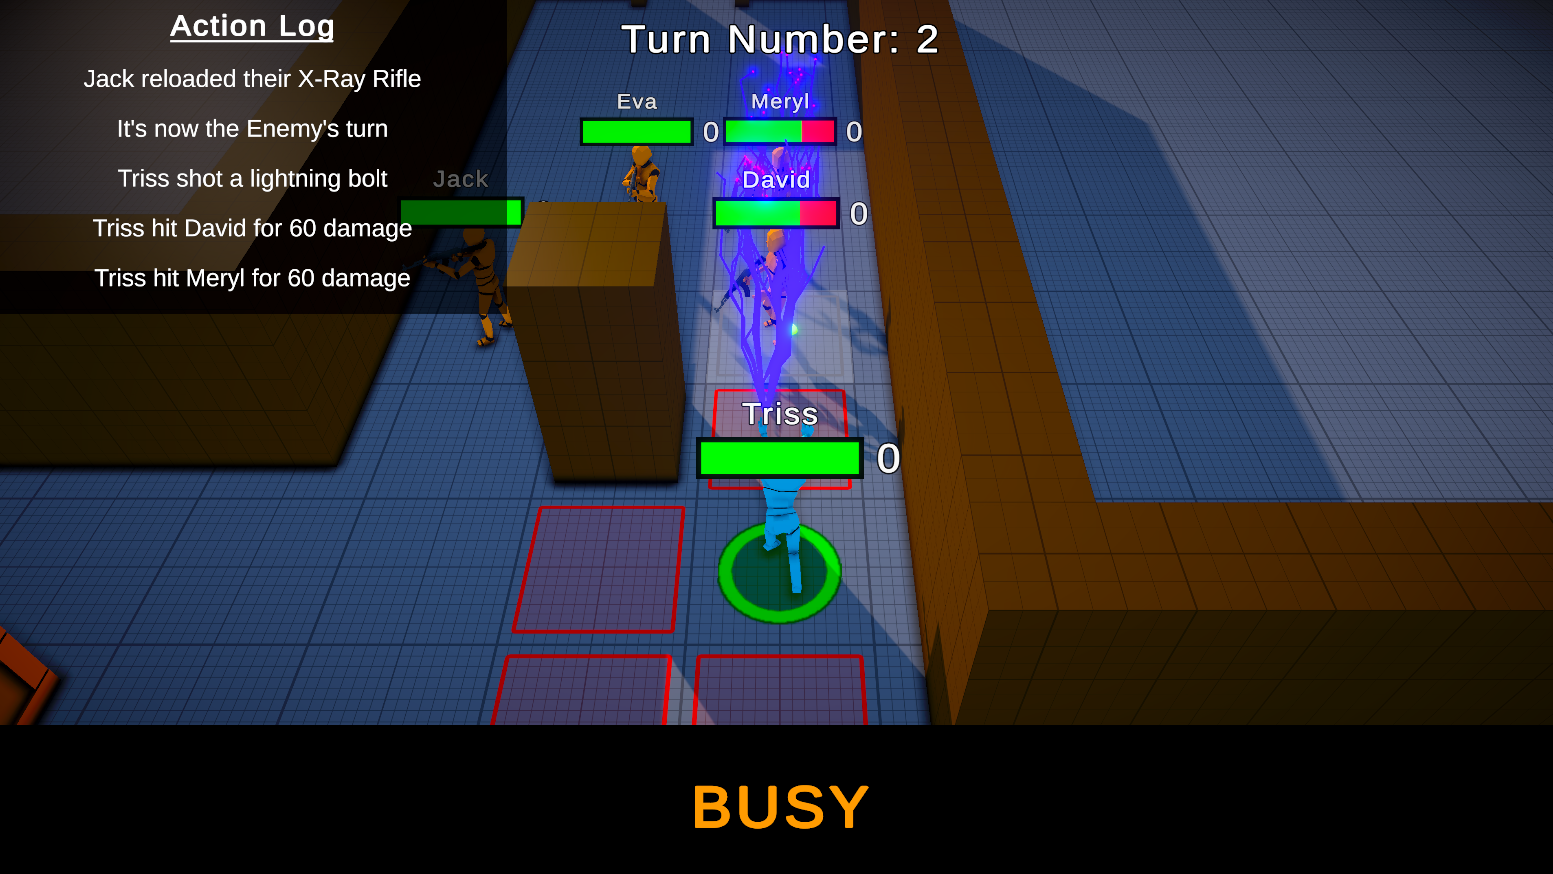 Action Log
Jack reloaded their X-Ray Rifle
It's now the Enemy's turn
Triss shot a lightning bolt
Triss hit David for 60 damage
Triss hit Meryl for 60 damage
Turn Number: 2
Eva
0
Meryl
0
Jack
David
0
Triss
0
BUSY